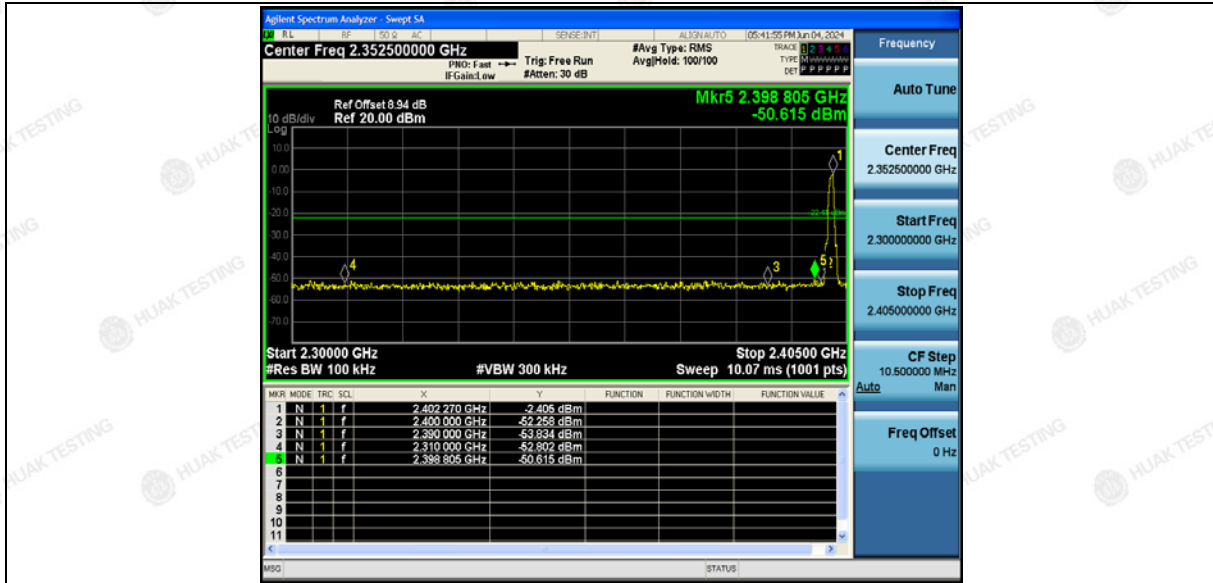 Agilent Spectrum Analyzer - Swept SA
RL RF 50 Ω AC SENSE:INT ALIGN AUTO 05:41:55 PM Jun 04, 2024
Center Freq 2.352500000 GHz
PNO: Fast
IFGain:Low
Trig: Free Run
#Atten: 30 dB
#Avg Type: RMS
Avg|Hold: 100/100
TRACE 1 2 3 4 5 6
TYPE M
DET P P P P P P
Frequency
Auto Tune
Center Freq
2.352500000 GHz
Start Freq
2.300000000 GHz
Stop Freq
2.405000000 GHz
CF Step
10.500000 MHz
Auto Man
Freq Offset
0 Hz
Ref Offset 8.94 dB
10 dB/div Ref 20.00 dBm
Log
Mkr5 2.398 805 GHz
-50.615 dBm
10.0
0.00
-10.0
-20.0
-30.0
-40.0
-50.0
-60.0
-70.0
1
4
3
5
2
Start 2.30000 GHz Stop 2.40500 GHz
#Res BW 100 kHz #VBW 300 kHz Sweep 10.07 ms (1001 pts)
MKR MODE TRC SCL X Y FUNCTION FUNCTION WIDTH FUNCTION VALUE
1 N 1 f 2.402 270 GHz -2.405 dBm
2 N 1 f 2.400 000 GHz -52.258 dBm
3 N 1 f 2.390 000 GHz -53.834 dBm
4 N 1 f 2.310 000 GHz -52.802 dBm
5 N 1 f 2.398 805 GHz -50.615 dBm
6
7
8
9
10
11
MSG STATUS
HUAK TESTING